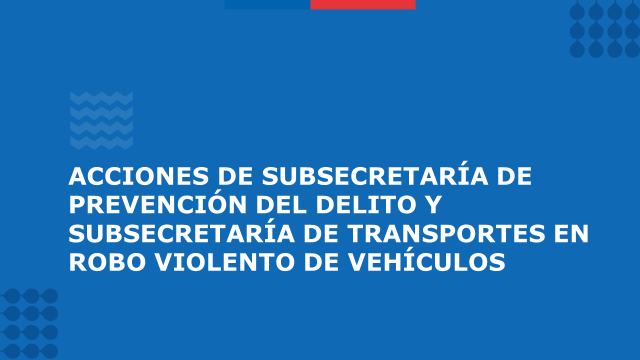 ACCIONES DE SUBSECRETARÍA DE
PREVENCIÓN DEL DELITO Y
SUBSECRETARÍA DE TRANSPORTES EN
ROBO VIOLENTO DE VEHÍCULOS